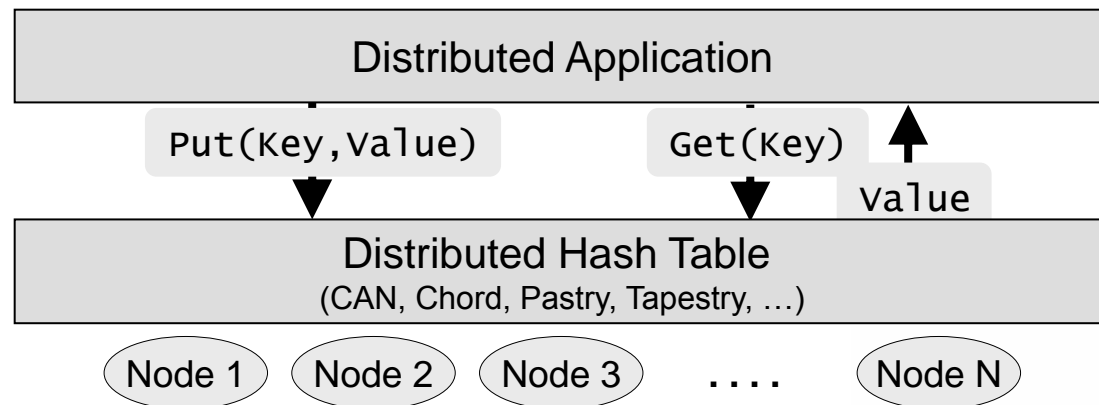 Distributed Application
Put(Key,Value)
Get(Key)
Value
Distributed Hash Table
(CAN, Chord, Pastry, Tapestry, …)
Node 1
Node 2
Node 3
....
Node N